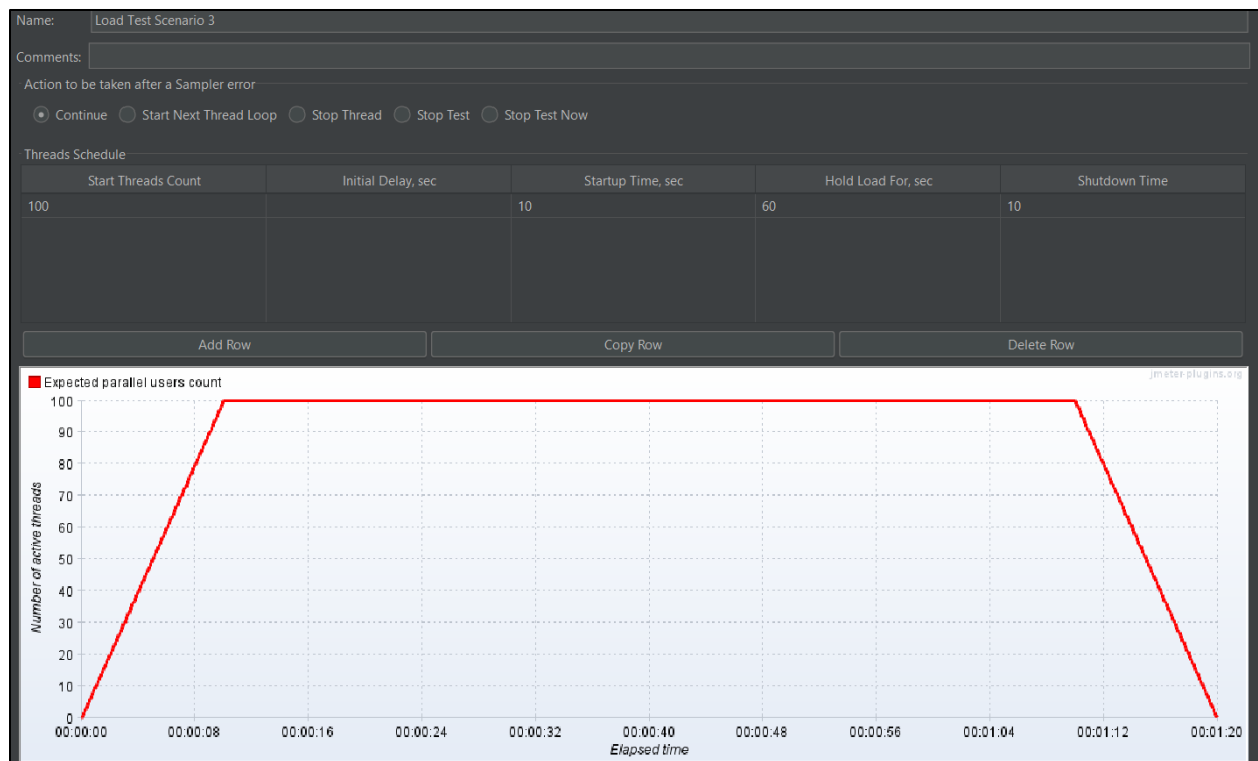 Name: Load Test Scenario 3
Comments:
Action to be taken after a Sampler error
Continue Start Next Thread Loop Stop Thread Stop Test Stop Test Now
Threads Schedule
Start Threads Count Initial Delay, sec Startup Time, sec Hold Load For, sec Shutdown Time
100 10 60 10
Add Row Copy Row Delete Row
Expected parallel users count
jmeter-plugins.org
Number of active threads
100
90
80
70
60
50
40
30
20
10
0
00:00:00 00:00:08 00:00:16 00:00:24 00:00:32 00:00:40 00:00:48 00:00:56 00:01:04 00:01:12 00:01:20
Elapsed time